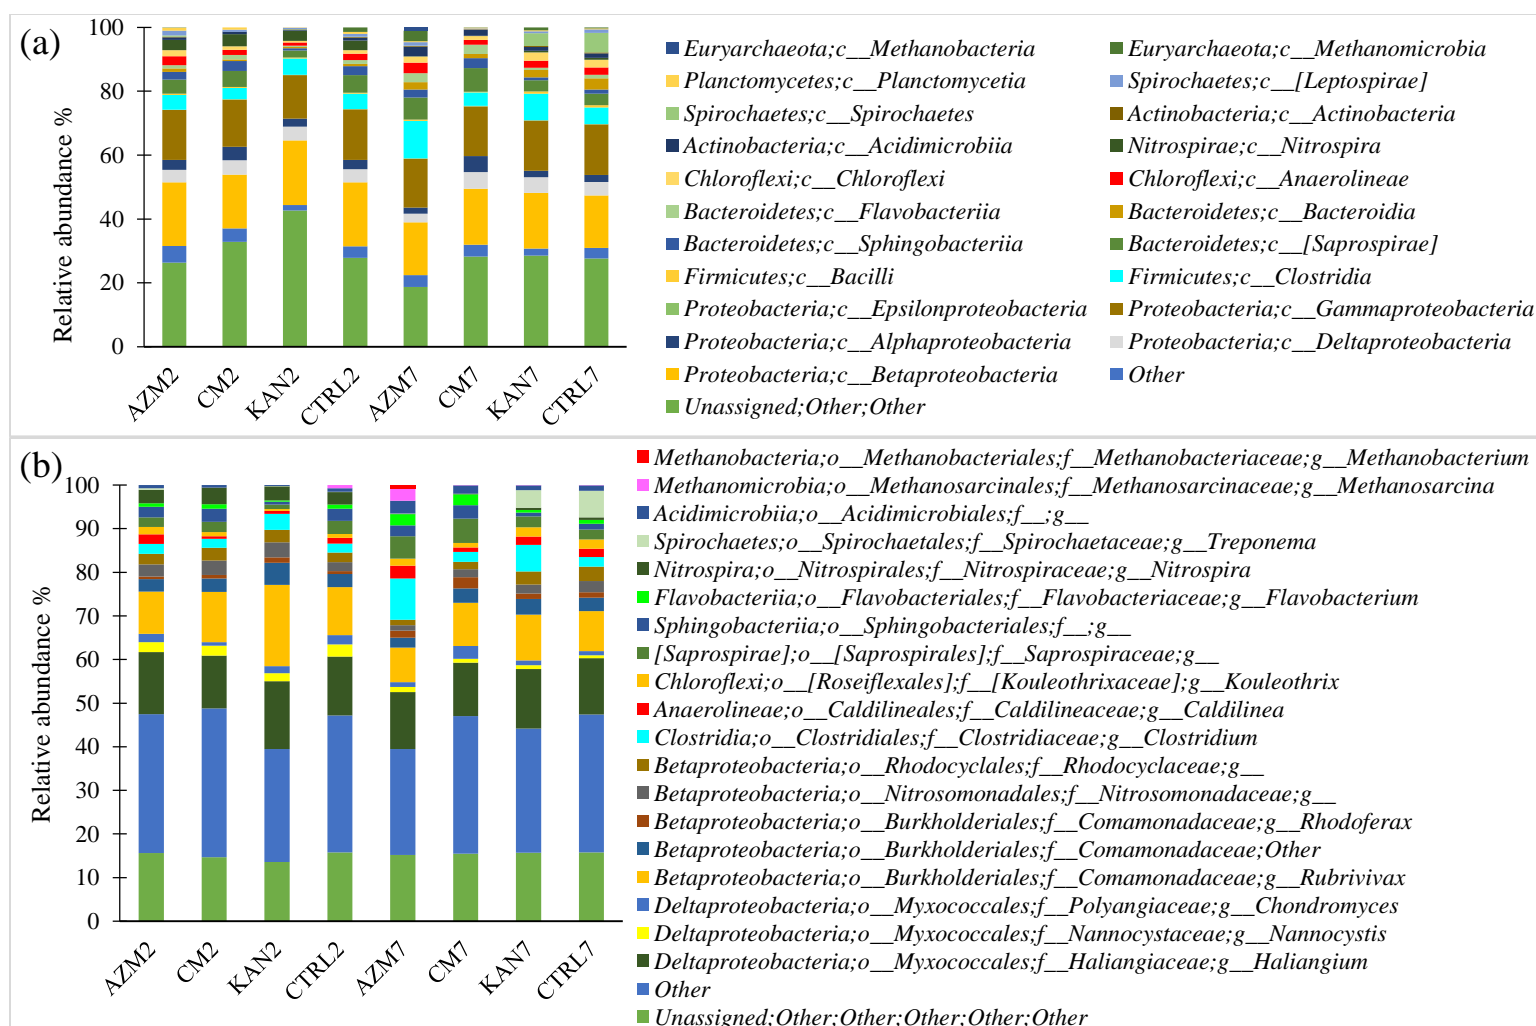 (a)
Relative abundance %
100
80
60
40
20
0
AZM2 CM2 KAN2 CTRL2 AZM7 CM7 KAN7 CTRL7
Euryarchaeota;c__Methanobacteria Euryarchaeota;c__Methanomicrobia
Planctomycetes;c__Planctomycetia Spirochaetes;c__[Leptospirae]
Spirochaetes;c__Spirochaetes Actinobacteria;c__Actinobacteria
Actinobacteria;c__Acidimicrobiia Nitrospirae;c__Nitrospira
Chloroflexi;c__Chloroflexi Chloroflexi;c__Anaerolineae
Bacteroidetes;c__Flavobacteriia Bacteroidetes;c__Bacteroidia
Bacteroidetes;c__Sphingobacteriia Bacteroidetes;c__[Saprospirae]
Firmicutes;c__Bacilli Firmicutes;c__Clostridia
Proteobacteria;c__Epsilonproteobacteria Proteobacteria;c__Gammaproteobacteria
Proteobacteria;c__Alphaproteobacteria Proteobacteria;c__Deltaproteobacteria
Proteobacteria;c__Betaproteobacteria Other
Unassigned;Other;Other
(b)
Relative abundance %
100
90
80
70
60
50
40
30
20
10
0
AZM2 CM2 KAN2 CTRL2 AZM7 CM7 KAN7 CTRL7
Methanobacteria;o__Methanobacteriales;f__Methanobacteriaceae;g__Methanobacterium
Methanomicrobia;o__Methanosarcinales;f__Methanosarcinaceae;g__Methanosarcina
Acidimicrobiia;o__Acidimicrobiales;f__;g__
Spirochaetes;o__Spirochaetales;f__Spirochaetaceae;g__Treponema
Nitrospira;o__Nitrospirales;f__Nitrospiraceae;g__Nitrospira
Flavobacteriia;o__Flavobacteriales;f__Flavobacteriaceae;g__Flavobacterium
Sphingobacteriia;o__Sphingobacteriales;f__;g__
[Saprospirae];o__[Saprospirales];f__Saprospiraceae;g__
Chloroflexi;o__[Roseiflexales];f__[Kouleothrixaceae];g__Kouleothrix
Anaerolineae;o__Caldilineales;f__Caldilineaceae;g__Caldilinea
Clostridia;o__Clostridiales;f__Clostridiaceae;g__Clostridium
Betaproteobacteria;o__Rhodocyclales;f__Rhodocyclaceae;g__
Betaproteobacteria;o__Nitrosomonadales;f__Nitrosomonadaceae;g__
Betaproteobacteria;o__Burkholderiales;f__Comamonadaceae;g__Rhodoferax
Betaproteobacteria;o__Burkholderiales;f__Comamonadaceae;Other
Betaproteobacteria;o__Burkholderiales;f__Comamonadaceae;g__Rubrivivax
Deltaproteobacteria;o__Myxococcales;f__Polyangiaceae;g__Chondromyces
Deltaproteobacteria;o__Myxococcales;f__Nannocystaceae;g__Nannocystis
Deltaproteobacteria;o__Myxococcales;f__Haliangiaceae;g__Haliangium
Other
Unassigned;Other;Other;Other;Other;Other